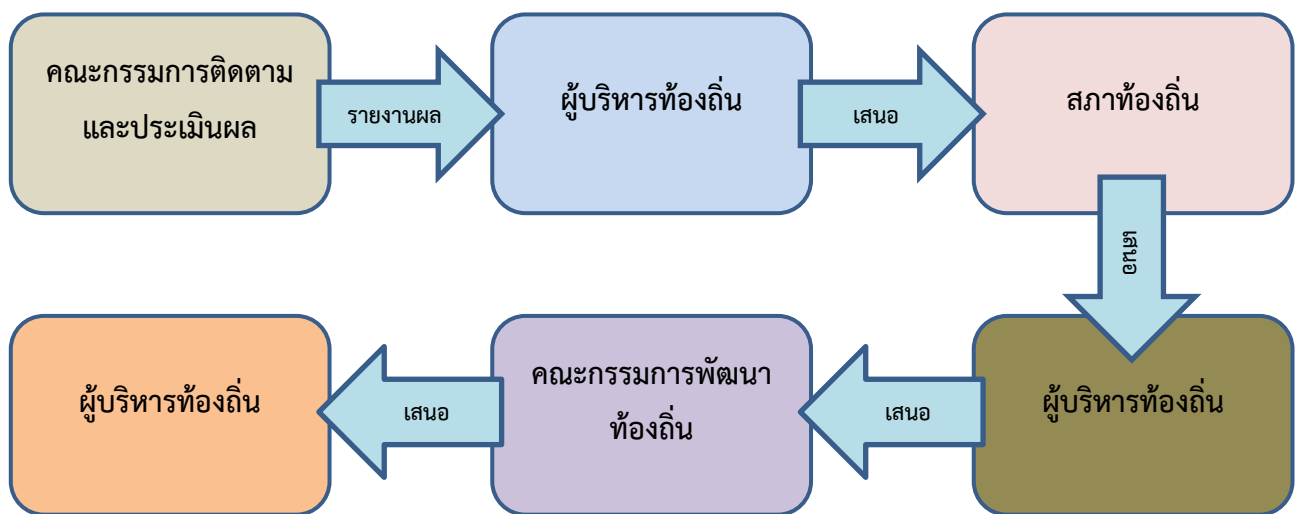 คณะกรรมการติดตาม
และประเมินผล
รายงานผล
ผู้บริหารท้องถิ่น
เสนอ
สภาท้องถิ่น
เสนอ
ผู้บริหารท้องถิ่น
เสนอ
คณะกรรมการพัฒนา
ท้องถิ่น
เสนอ
ผู้บริหารท้องถิ่น